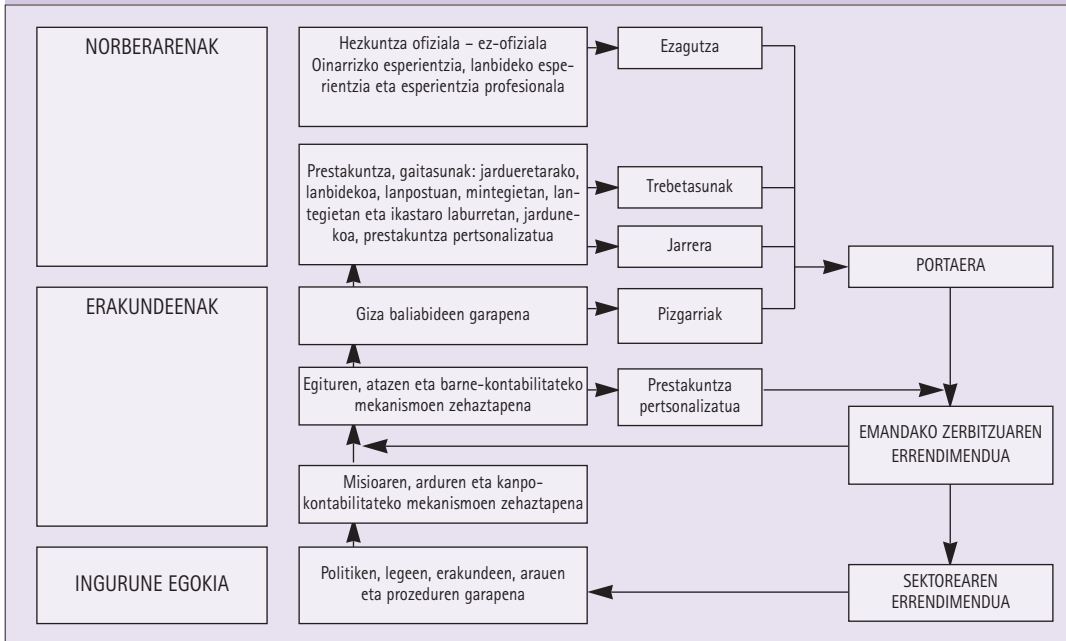 NORBERARENAK
Hezkuntza ofiziala – ez-ofiziala
Oinarrizko esperientzia, lanbideko espe-
rientzia eta esperientzia profesionala
Ezagutza
Prestakuntza, gaitasunak: jardueretarako,
lanbidekoa, lanpostuan, mintegietan, lan-
tegietan eta ikastaro laburretan, jardune-
koa, prestakuntza pertsonalizatua
Trebetasunak
Jarrera
PORTAERA
ERAKUNDEENAK
Giza baliabideen garapena
Pizgarriak
Egituren, atazen eta barne-kontabilitateko
mekanismoen zehaztapena
Prestakuntza
pertsonalizatua
EMANDAKO ZERBITZUAREN
ERRENDIMENDUA
Misioaren, arduren eta kanpo-
kontabilitateko mekanismoen zehaztapena
INGURUNE EGOKIA
Politiken, legeen, erakundeen, arauen
eta prozeduren garapena
SEKTOREAREN
ERRENDIMENDUA